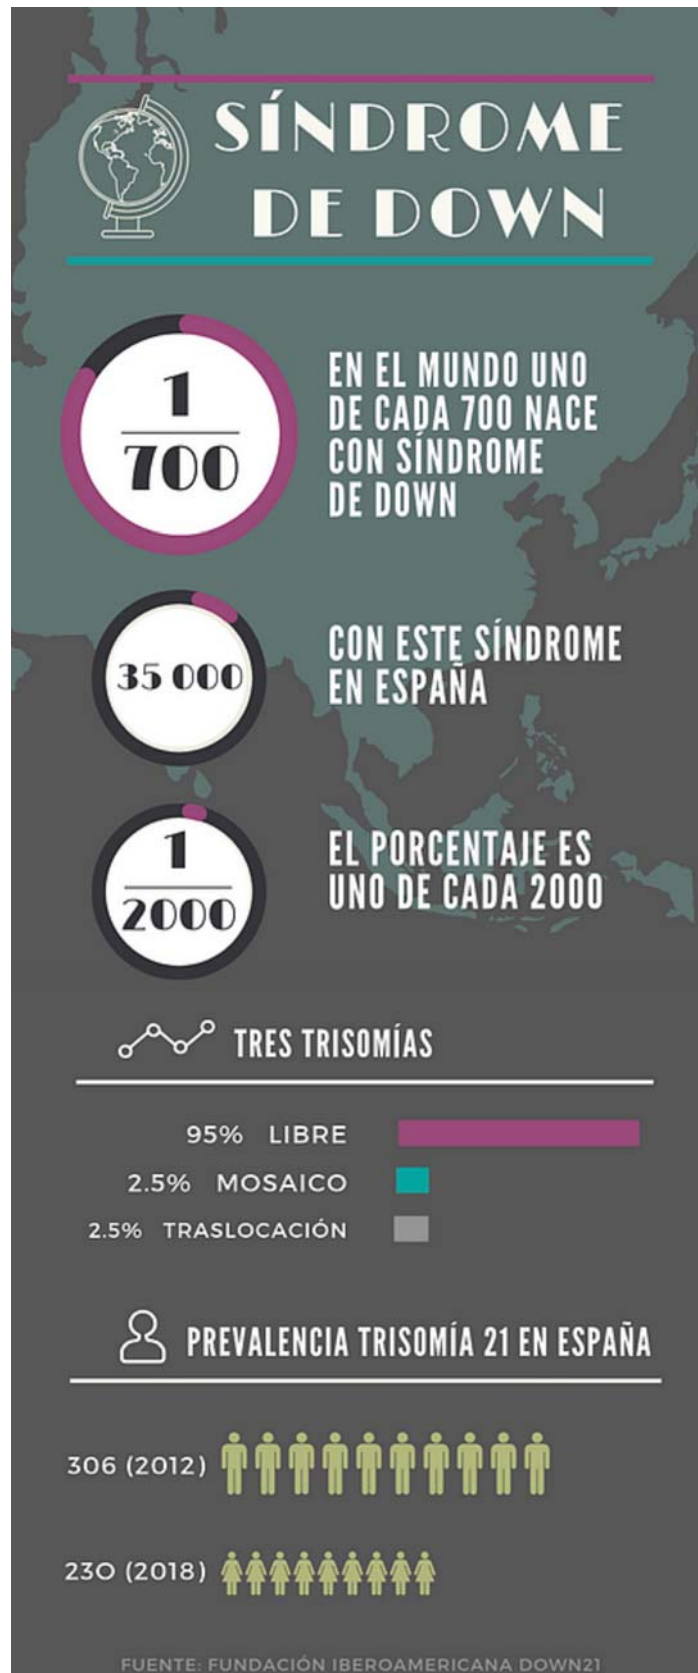 SÍNDROME
DE DOWN
1
700
EN EL MUNDO UNO
DE CADA 700 NACE
CON SÍNDROME
DE DOWN
35 000
CON ESTE SÍNDROME
EN ESPAÑA
1
2000
EL PORCENTAJE ES
UNO DE CADA 2000
TRES TRISOMÍAS
95% LIBRE
2.5% MOSAICO
2.5% TRASLOCACIÓN
PREVALENCIA TRISOMÍA 21 EN ESPAÑA
306 (2012)
23O (2018)
FUENTE: FUNDACIÓN IBEROAMERICANA DOWN21